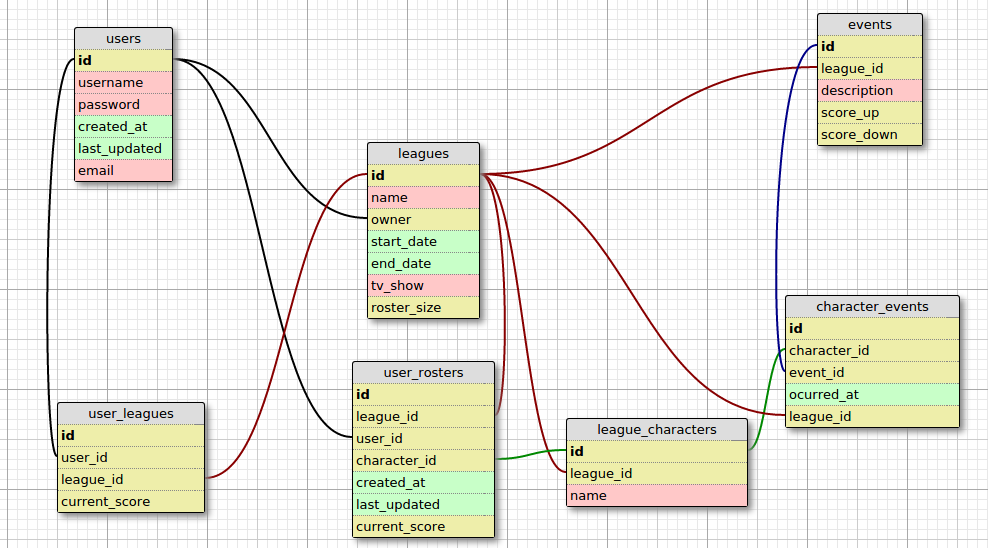 users
id
username
password
created_at
last_updated
email
events
id
league_id
description
score_up
score_down
leagues
id
name
owner
start_date
end_date
tv_show
roster_size
character_events
id
character_id
event_id
ocurred_at
league_id
user_rosters
id
league_id
user_id
character_id
created_at
last_updated
current_score
user_leagues
id
user_id
league_id
current_score
league_characters
id
league_id
name